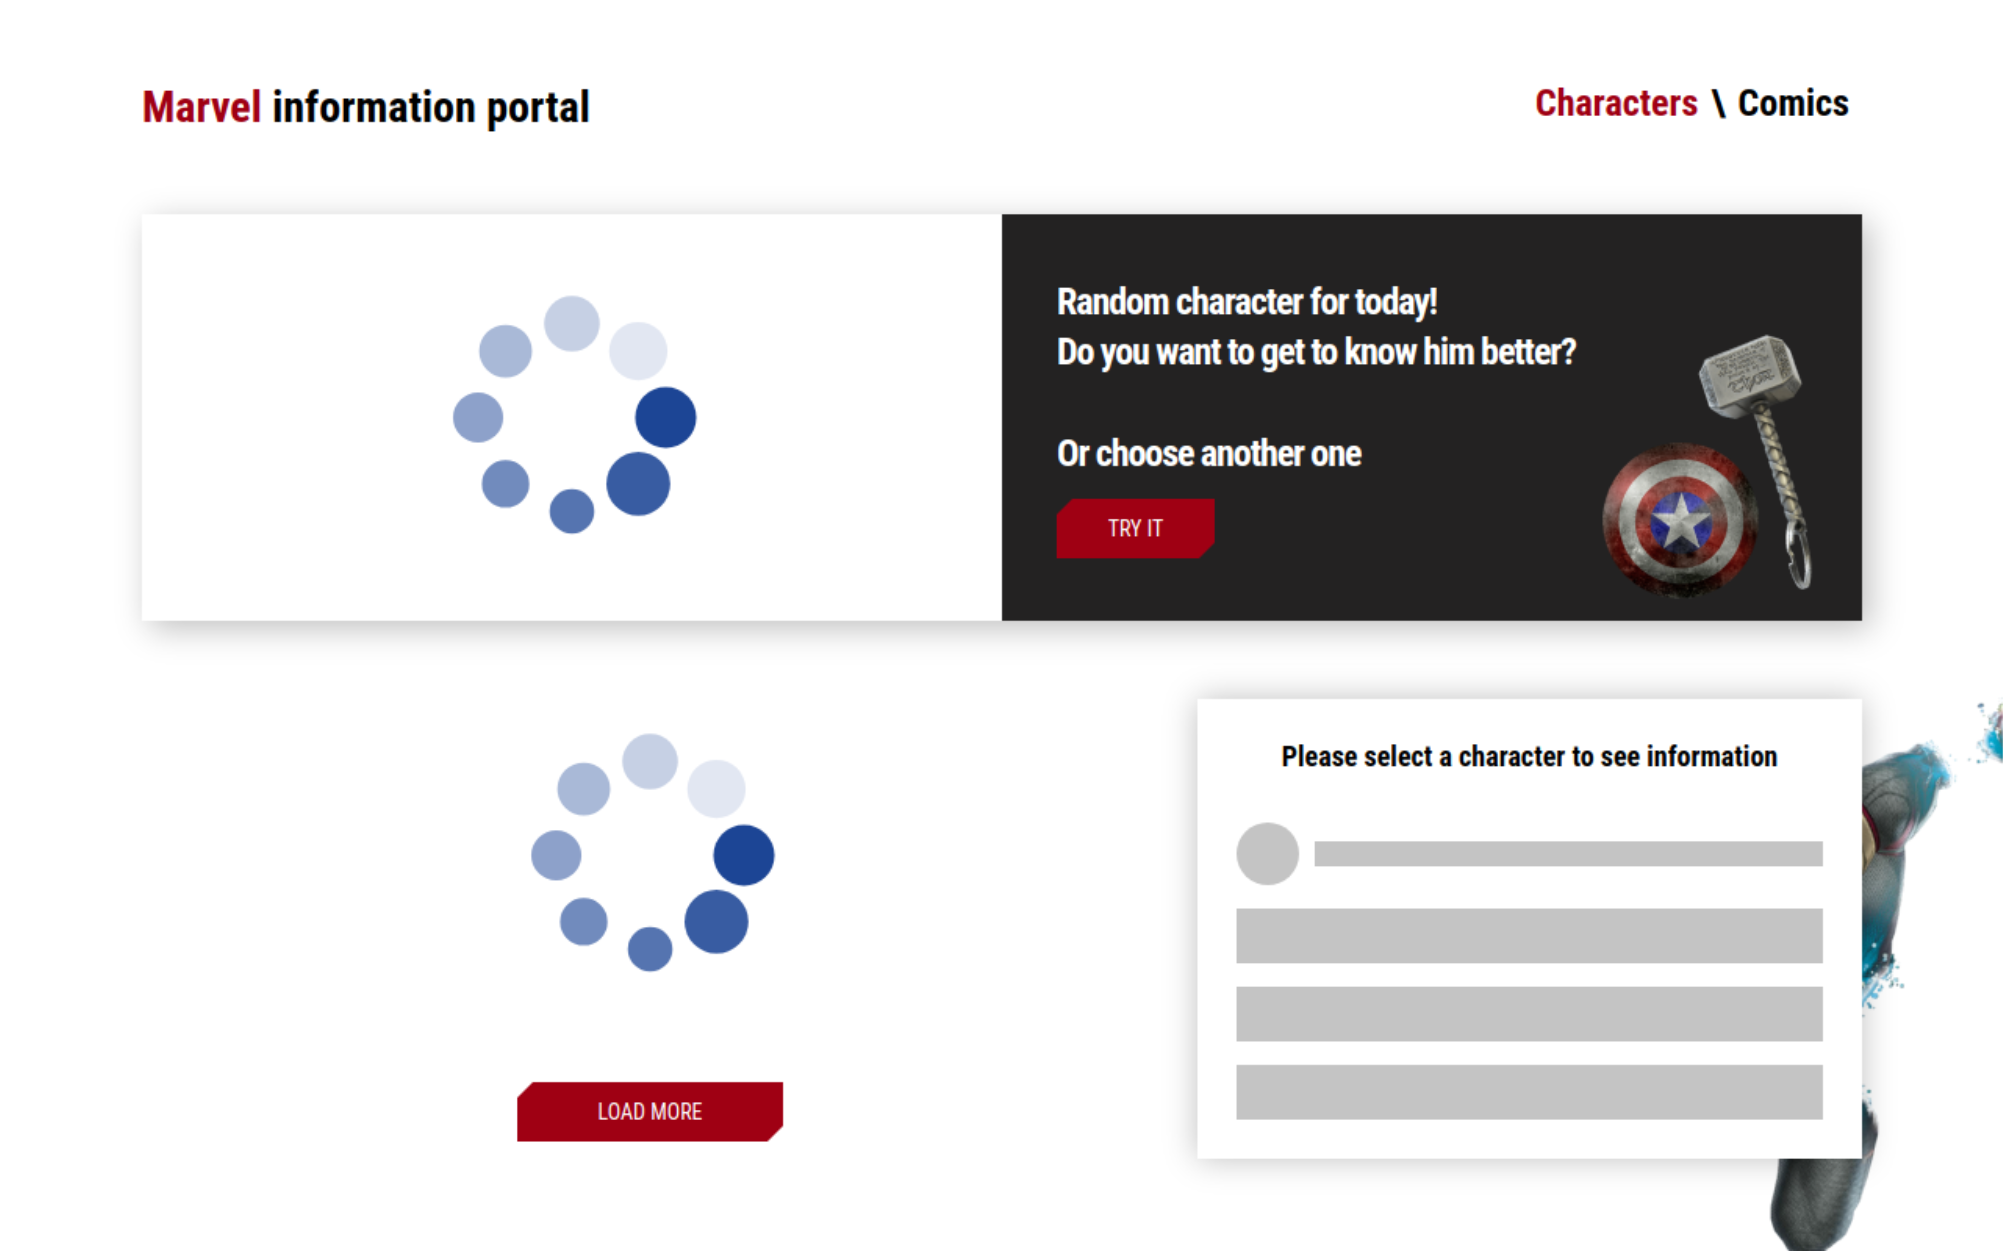 Marvel information portal
Characters \ Comics
Random character for today!
Do you want to get to know him better?
Or choose another one
TRY IT
Please select a character to see information
LOAD MORE